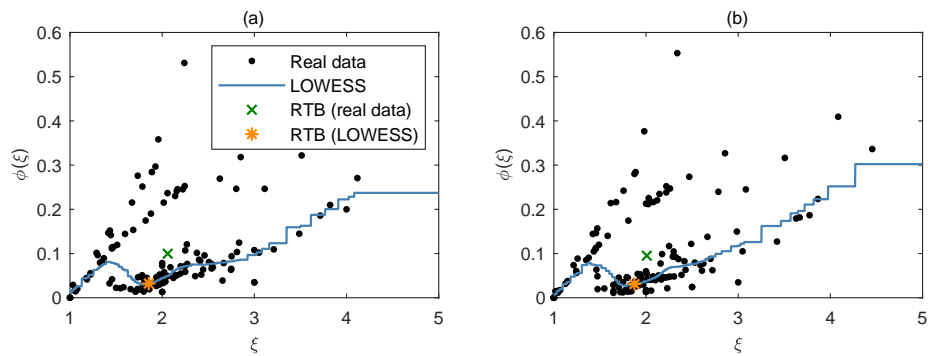 (a)
0.6
0.5
0.4
0.3
0.2
0.1
0
ϕ(ξ)
1
2
3
4
5
ξ
Real data
LOWESS
RTB (real data)
RTB (LOWESS)
(b)
0.6
0.5
0.4
0.3
0.2
0.1
0
ϕ(ξ)
1
2
3
4
5
ξ